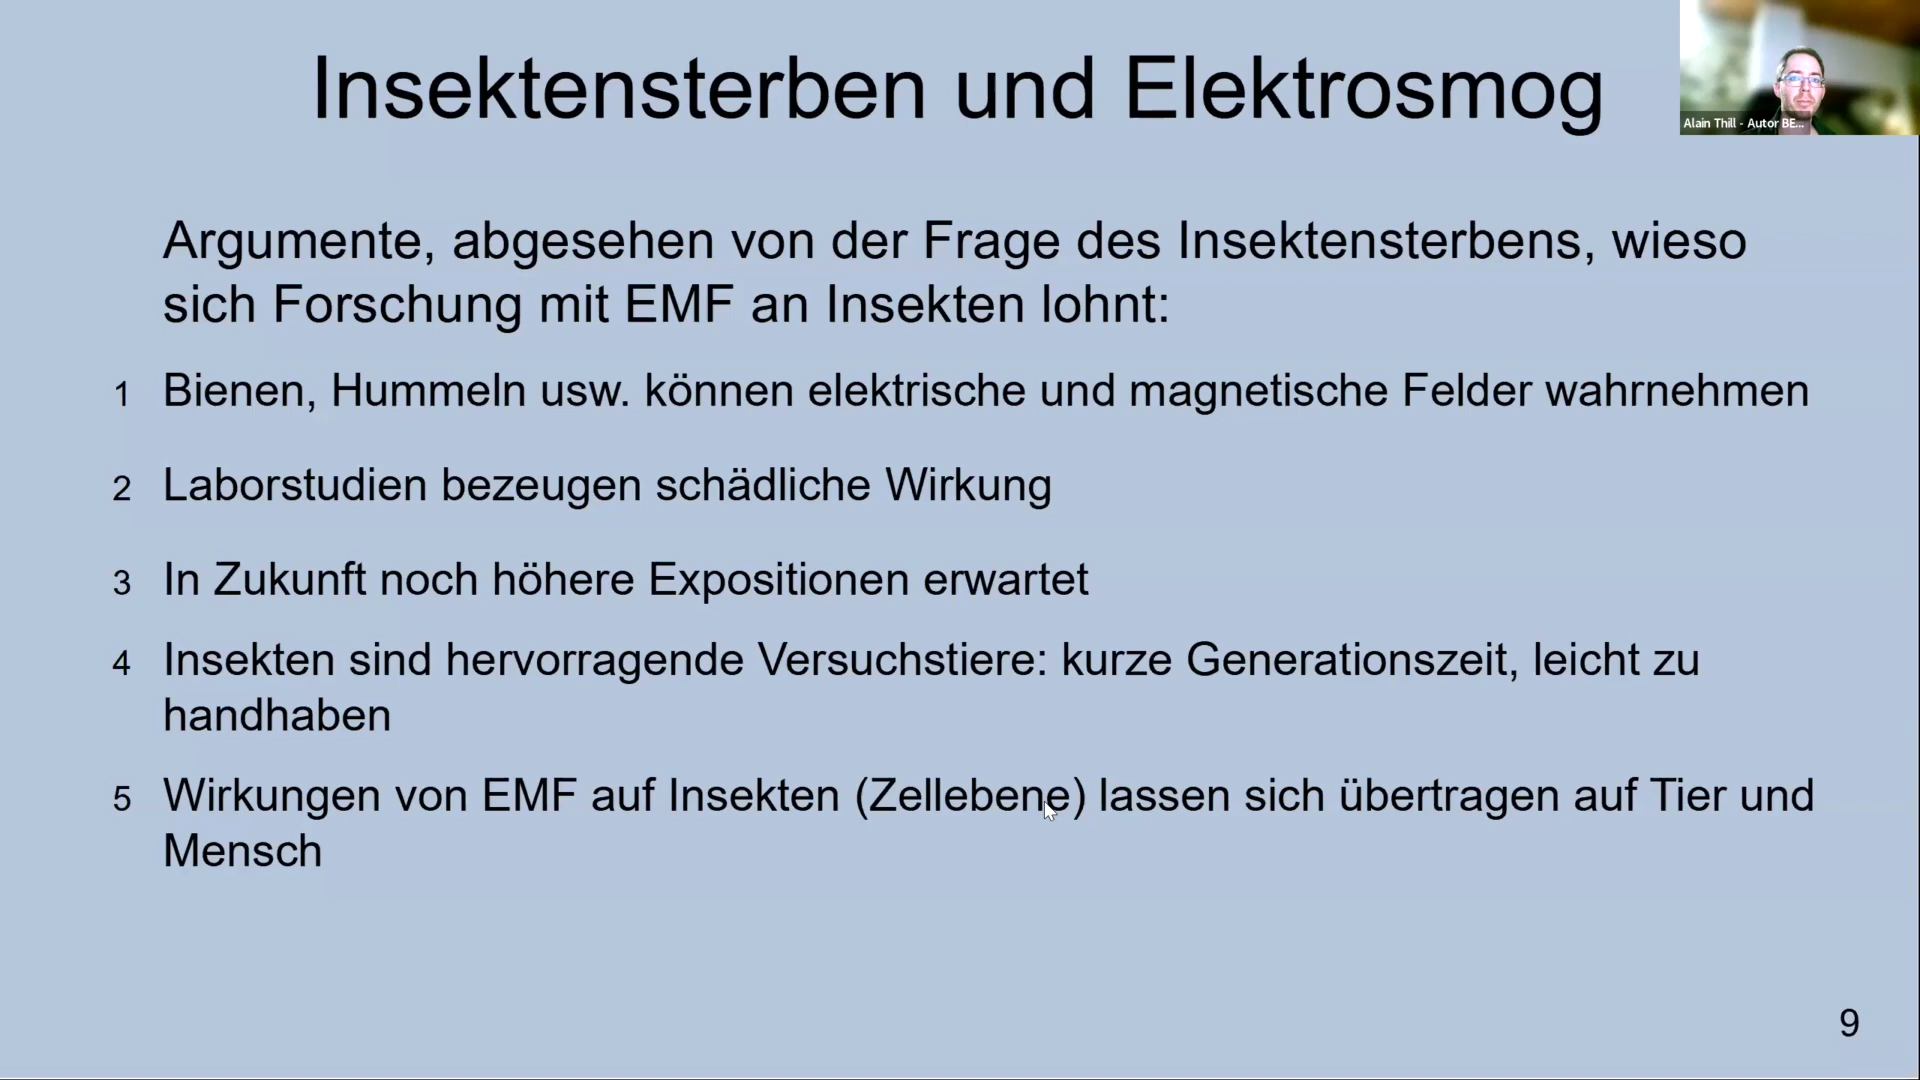 Insektensterben und Elektrosmog
Alain Thill - Autor BE...
Argumente, abgesehen von der Frage des Insektensterbens, wieso
sich Forschung mit EMF an Insekten lohnt:
1 Bienen, Hummeln usw. können elektrische und magnetische Felder wahrnehmen
2 Laborstudien bezeugen schädliche Wirkung
3 In Zukunft noch höhere Expositionen erwartet
4 Insekten sind hervorragende Versuchstiere: kurze Generationszeit, leicht zu
handhaben
5 Wirkungen von EMF auf Insekten (Zellebene) lassen sich übertragen auf Tier und
Mensch
9